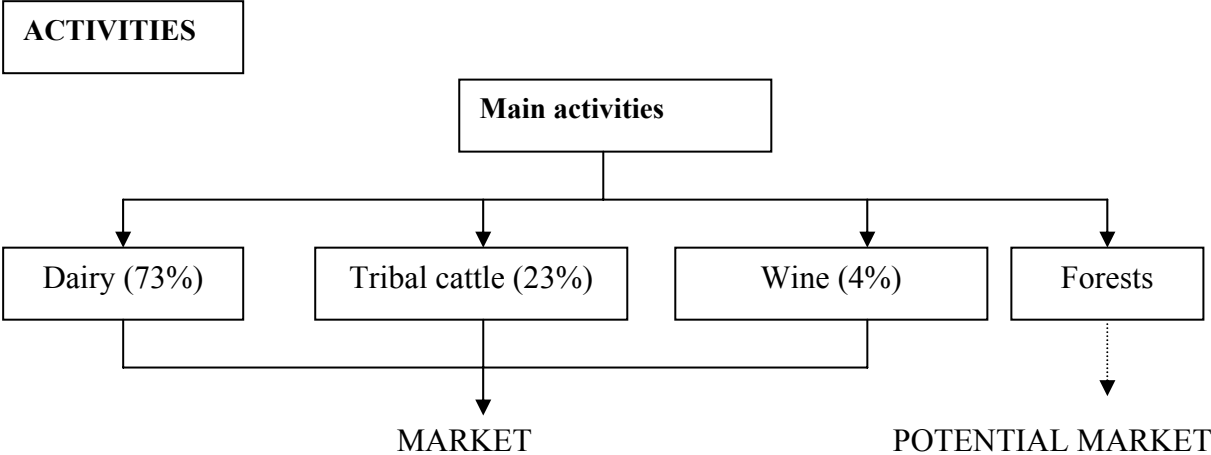 ACTIVITIES
Main activities
Dairy (73%)
Tribal cattle (23%)
Wine (4%)
Forests
MARKET
POTENTIAL MARKET